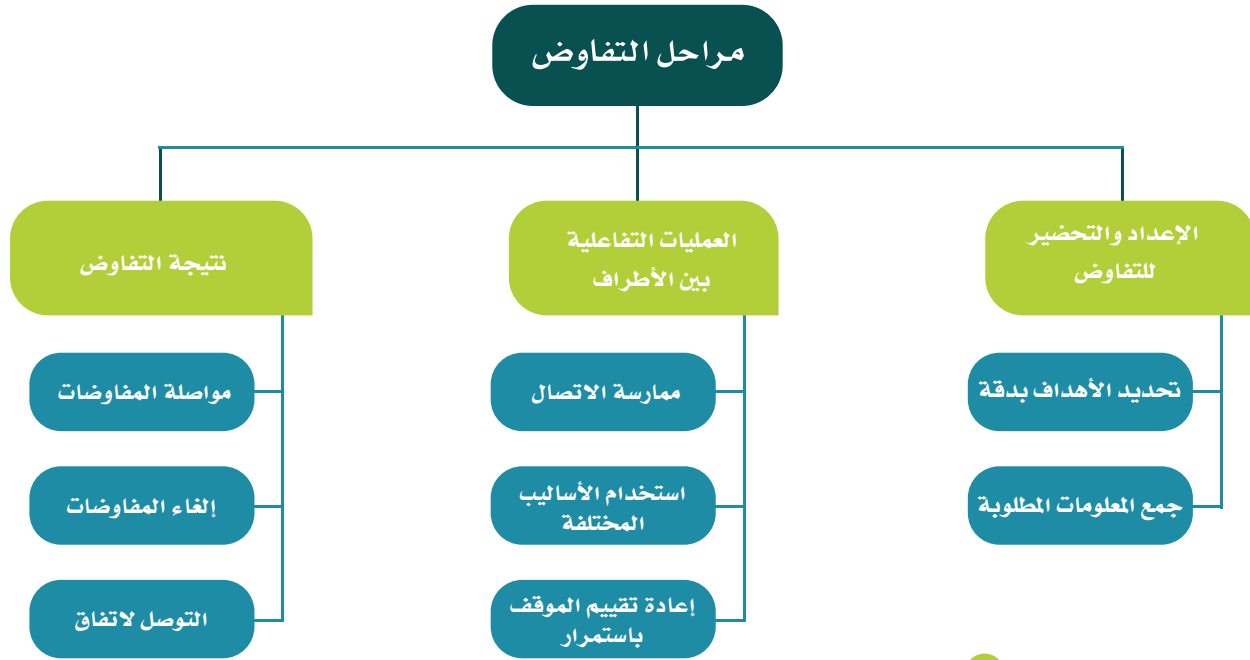 مراحل التفاوض
الإعداد والتحضير
للتفاوض
تحديد الأهداف بدقة
جمع المعلومات المطلوبة
العمليات التفاعلية
بين الأطراف
ممارسة الاتصال
استخدام الأساليب
المختلفة
إعادة تقييم الموقف
باستمرار
نتيجة التفاوض
مواصلة المفاوضات
إلغاء المفاوضات
التوصل لاتفاق